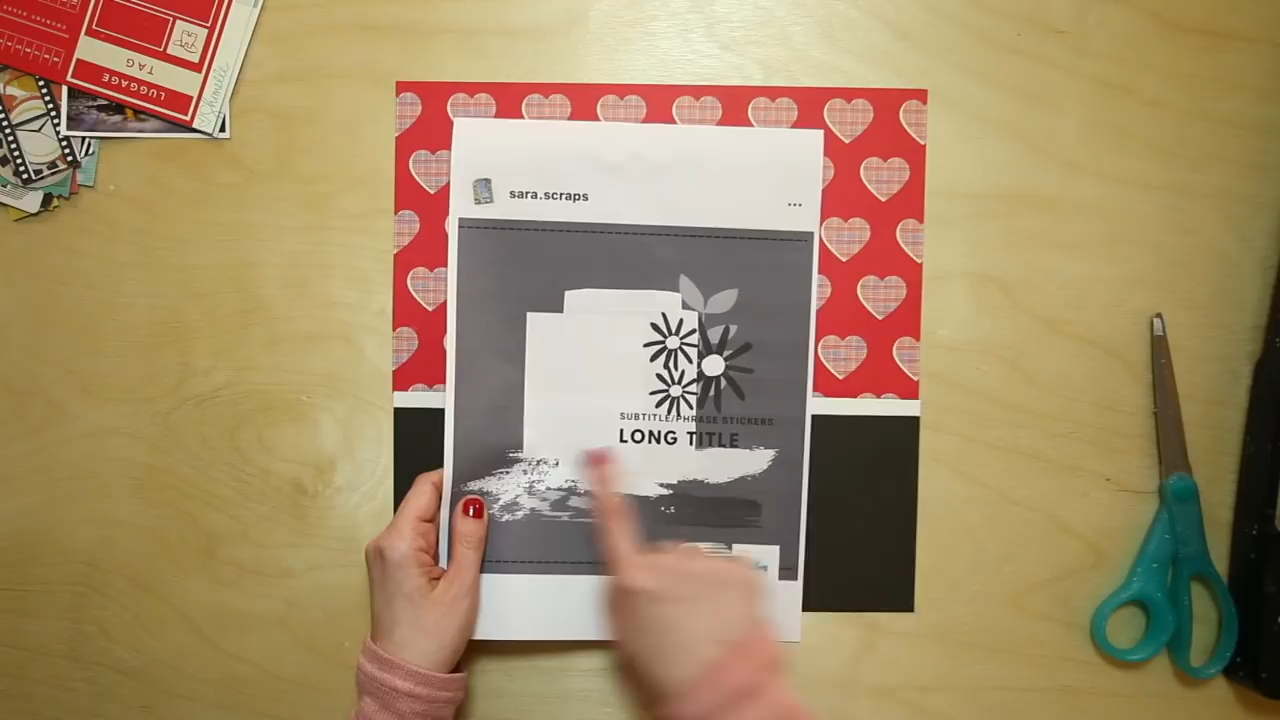 LUGGAGE
TAG
sara.scraps
SUBTITLE/PHRASE STICKERS
LONG TITLE